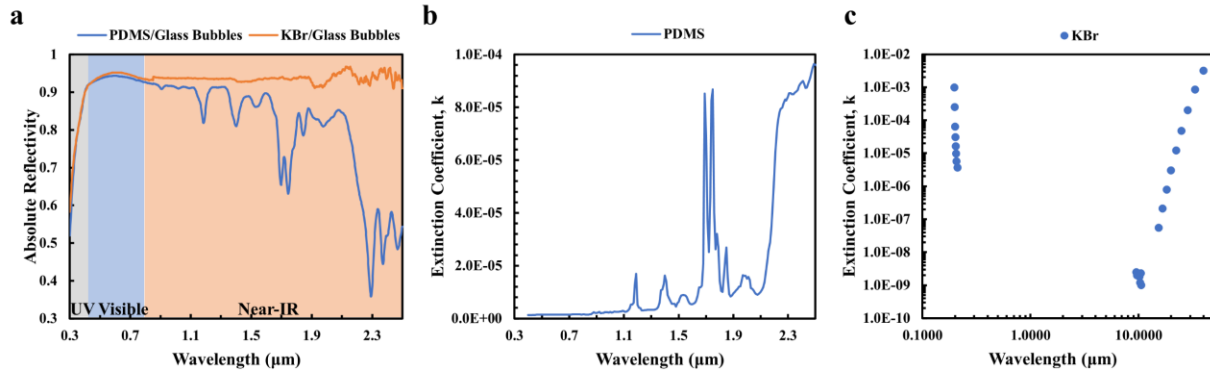 a
PDMS/Glass Bubbles
KBr/Glass Bubbles
Absolute Reflectivity
1
0.9
0.8
0.7
0.6
0.5
0.4
0.3
UV Visible
Near-IR
0.3 0.7 1.1 1.5 1.9 2.3
Wavelength (μm)
b
PDMS
Extinction Coefficient, k
1.0E-04
8.0E-05
6.0E-05
4.0E-05
2.0E-05
0.0E+00
0.3 0.7 1.1 1.5 1.9 2.3
Wavelength (μm)
c
KBr
Extinction Coefficient, k
1.0E-02
1.0E-03
1.0E-04
1.0E-05
1.0E-06
1.0E-07
1.0E-08
1.0E-09
1.0E-10
0.1000 1.0000 10.0000
Wavelength (μm)